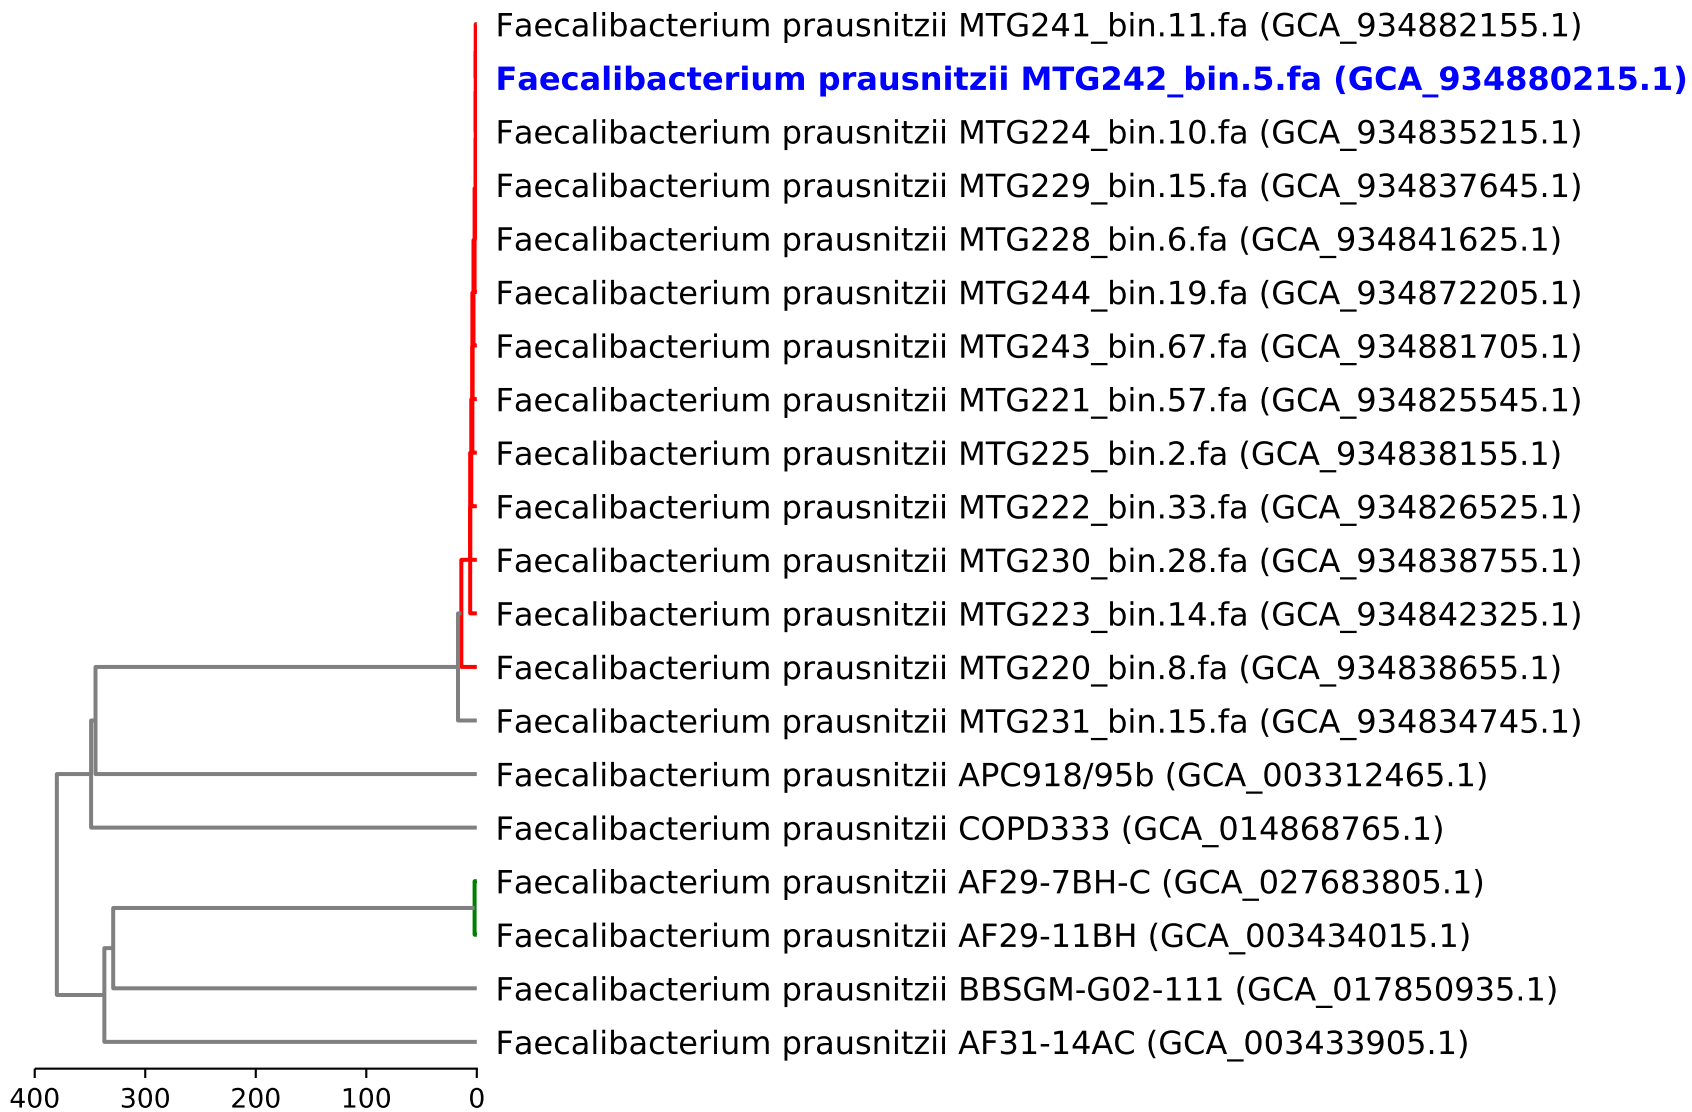 Faecalibacterium prausnitzii MTG241_bin.11.fa (GCA_934882155.1)
Faecalibacterium prausnitzii MTG242_bin.5.fa (GCA_934880215.1)
Faecalibacterium prausnitzii MTG224_bin.10.fa (GCA_934835215.1)
Faecalibacterium prausnitzii MTG229_bin.15.fa (GCA_934837645.1)
Faecalibacterium prausnitzii MTG228_bin.6.fa (GCA_934841625.1)
Faecalibacterium prausnitzii MTG244_bin.19.fa (GCA_934872205.1)
Faecalibacterium prausnitzii MTG243_bin.67.fa (GCA_934881705.1)
Faecalibacterium prausnitzii MTG221_bin.57.fa (GCA_934825545.1)
Faecalibacterium prausnitzii MTG225_bin.2.fa (GCA_934838155.1)
Faecalibacterium prausnitzii MTG222_bin.33.fa (GCA_934826525.1)
Faecalibacterium prausnitzii MTG230_bin.28.fa (GCA_934838755.1)
Faecalibacterium prausnitzii MTG223_bin.14.fa (GCA_934842325.1)
Faecalibacterium prausnitzii MTG220_bin.8.fa (GCA_934838655.1)
Faecalibacterium prausnitzii MTG231_bin.15.fa (GCA_934834745.1)
Faecalibacterium prausnitzii APC918/95b (GCA_003312465.1)
Faecalibacterium prausnitzii COPD333 (GCA_014868765.1)
Faecalibacterium prausnitzii AF29-7BH-C (GCA_027683805.1)
Faecalibacterium prausnitzii AF29-11BH (GCA_003434015.1)
Faecalibacterium prausnitzii BBSGM-G02-111 (GCA_017850935.1)
Faecalibacterium prausnitzii AF31-14AC (GCA_003433905.1)
400 300 200 100 0